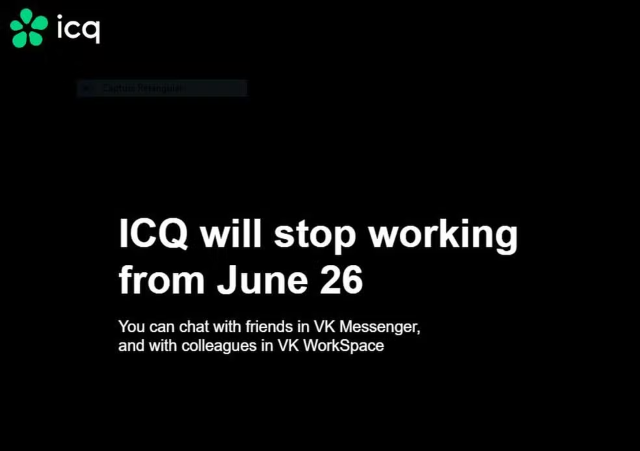 icq
ICQ will stop working
from June 26
You can chat with friends in VK Messenger,
and with colleagues in VK WorkSpace